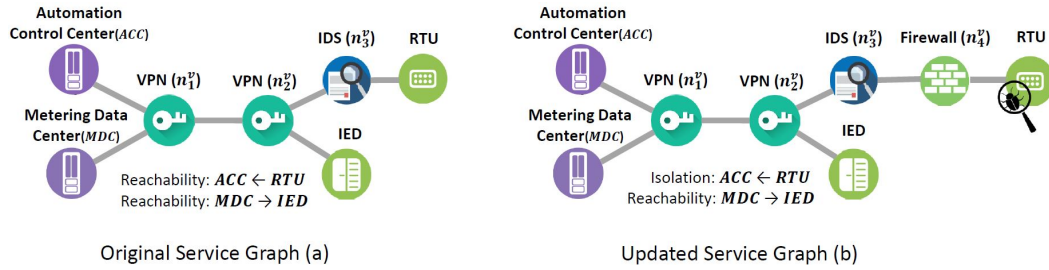 Automation
Control Center(ACC)
VPN (n₁ᵛ)
VPN (n₂ᵛ)
IDS (n₃ᵛ)
RTU
Metering Data
Center(MDC)
IED
Reachability: ACC ← RTU
Reachability: MDC → IED
Original Service Graph (a)
Automation
Control Center(ACC)
VPN (n₁ᵛ)
VPN (n₂ᵛ)
IDS (n₃ᵛ)
Firewall (n₄ᵛ)
RTU
Metering Data
Center(MDC)
IED
Isolation: ACC ← RTU
Reachability: MDC → IED
Updated Service Graph (b)